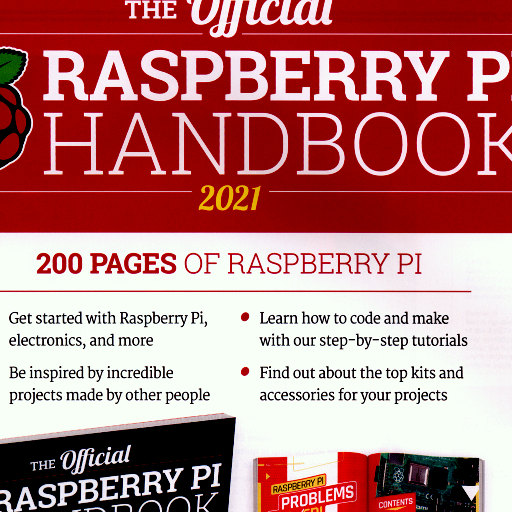 THE Official
RASPBERRY P
HANDBOOK
2021
200 PAGES OF RASPBERRY PI
Get started with Raspberry Pi,
electronics, and more
Be inspired by incredible
projects made by other people
Learn how to code and make
with our step-by-step tutorials
Find out about the top kits and
accessories for your projects
THE Official
RASPBERRY PI
HANDBOOK
RASPBERRY PI
PROBLEMS
CONTENTS